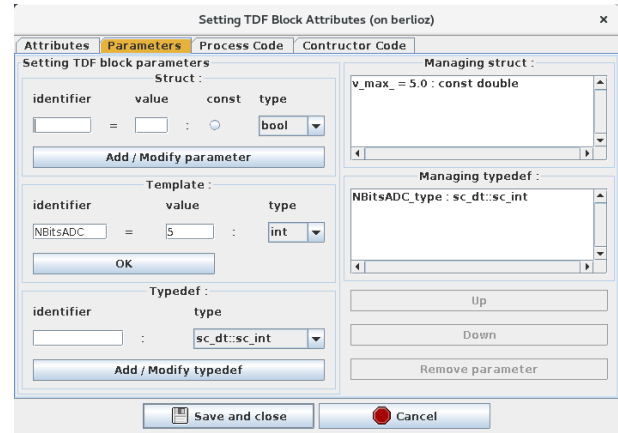 Setting TDF Block Attributes (on berlioz) ×
Attributes Parameters Process Code Contructor Code
Setting TDF block parameters
Struct :
identifier value const type
= : bool
Add / Modify parameter
Template :
identifier value type
NBitsADC = 5 : int
OK
Typedef :
identifier type
: sc_dt::sc_int
Add / Modify typedef
Managing struct :
v_max_ = 5.0 : const double
Managing typedef :
NBitsADC_type : sc_dt::sc_int
Up
Down
Remove parameter
Save and close Cancel